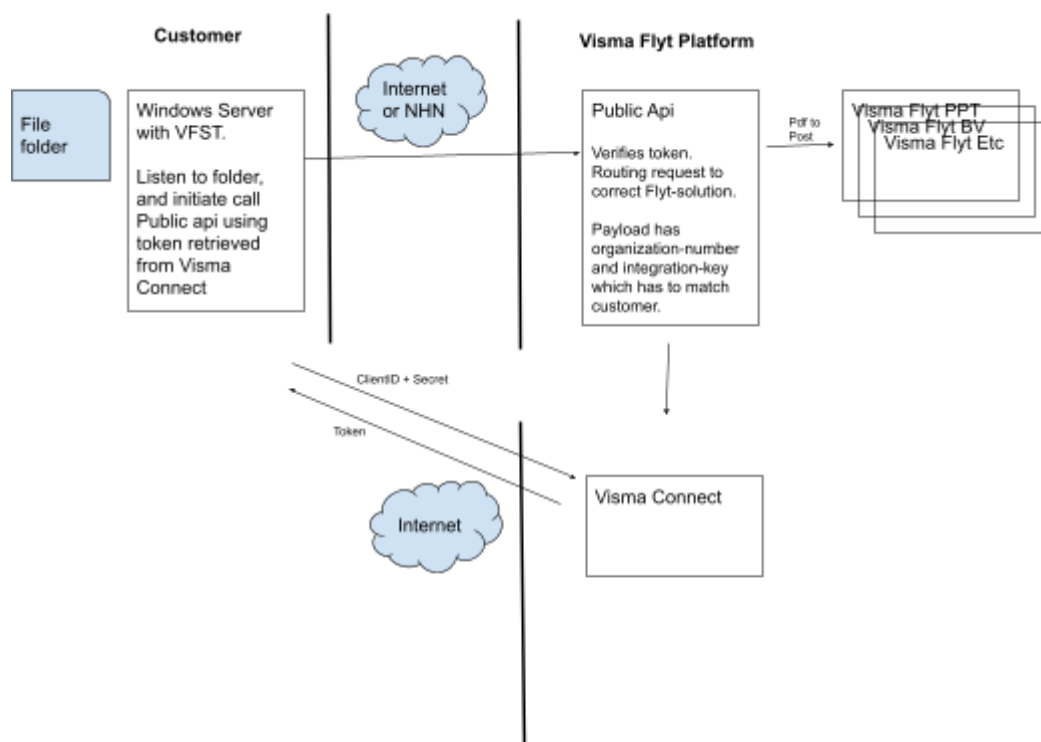 Customer
Visma Flyt Platform
File
folder
Windows Server
with VFST.
Listen to folder,
and initiate call
Public api using
token retrieved
from Visma
Connect
Internet
or NHN
Public Api
Verifies token.
Routing request to
correct Flyt-solution.
Payload has
organization-number
and integration-key
which has to match
customer.
Pdf to
Post
Visma Flyt PPT
Visma Flyt BV
Visma Flyt Etc
ClientID + Secret
Token
Internet
Visma Connect